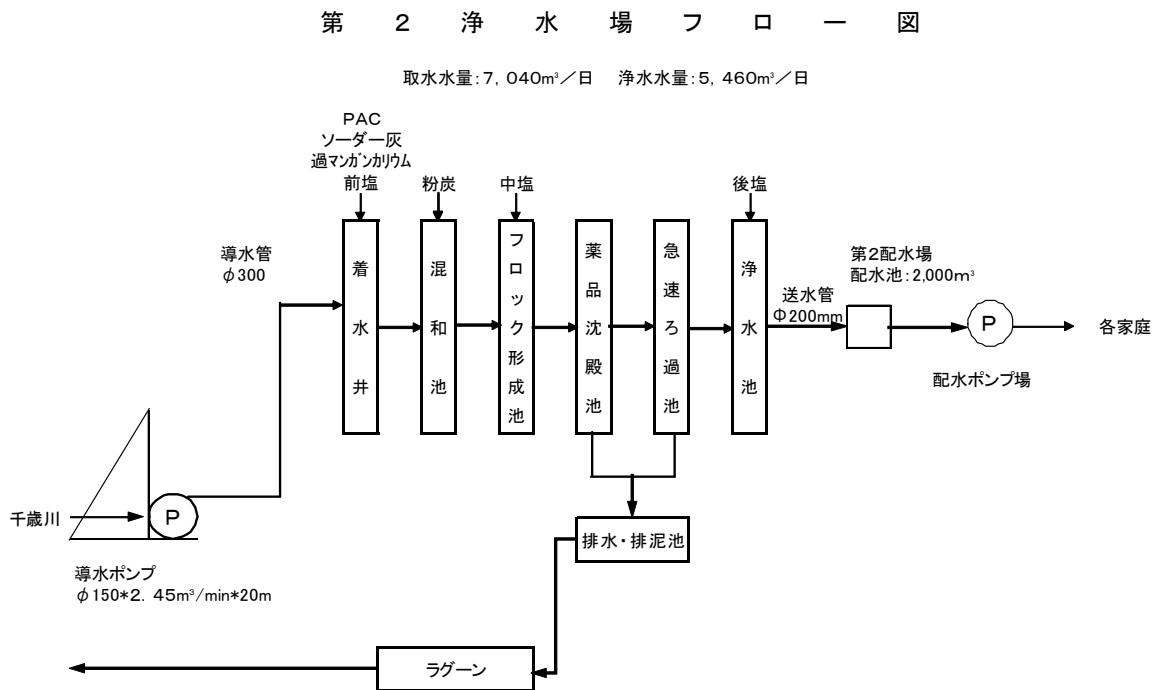 第2浄水場フロー図
取水水量:7,040m³/日　浄水水量:5,460m³/日
PAC
ソーダー灰
過マンガンカリウム
前塩
粉炭
中塩
後塩
導水管
φ300
着水井
混和池
フロック形成池
薬品沈殿池
急速ろ過池
浄水池
送水管
Φ200mm
第2配水場
配水池:2,000m³
P
各家庭
配水ポンプ場
千歳川
P
導水ポンプ
φ150*2.45m³/min*20m
排水・排泥池
ラグーン